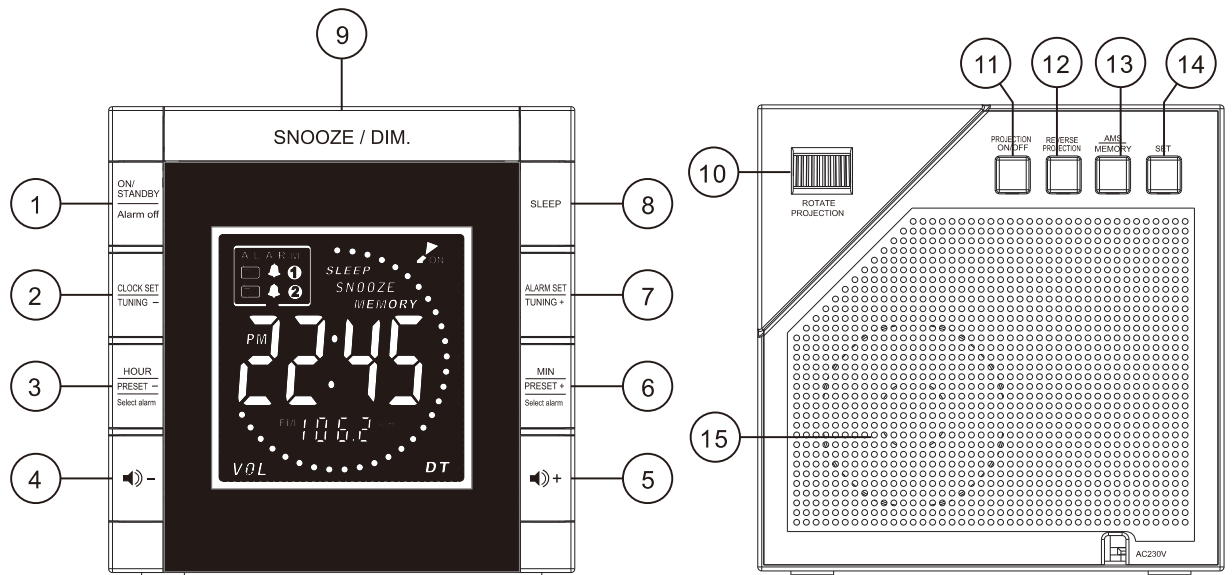 9
SNOOZE / DIM.
1
ON/
STANDBY
Alarm off
2
CLOCK SET
TUNING −
3
HOUR
PRESET −
Select alarm
4
−
ALARM
1
2
SLEEP
SNOOZE
MEMORY
ON
PM
22:45
106.2
VOL
DT
SLEEP
8
ALARM SET
TUNING +
7
MIN
PRESET +
Select alarm
6
+
5
11
12
13
14
PROJECTION
ON/OFF
REVERSE
PROJECTION
AMS
MEMORY
SET
10
ROTATE
PROJECTION
15
AC230V